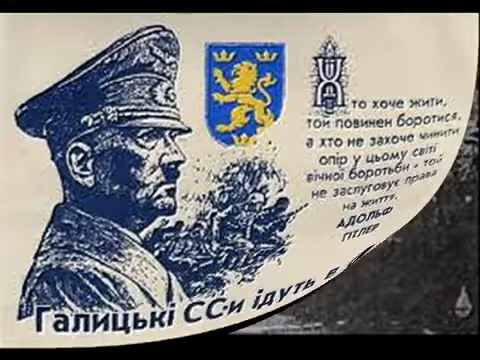 Хто хоче жити,
той повинен боротися,
а хто не захоче чинити
опір у цьому світі
вічної боротьби - той
не заслуговує права
на життя.
АДОЛЬФ
ГІТЛЕР
Галицькі СС-и ідуть в